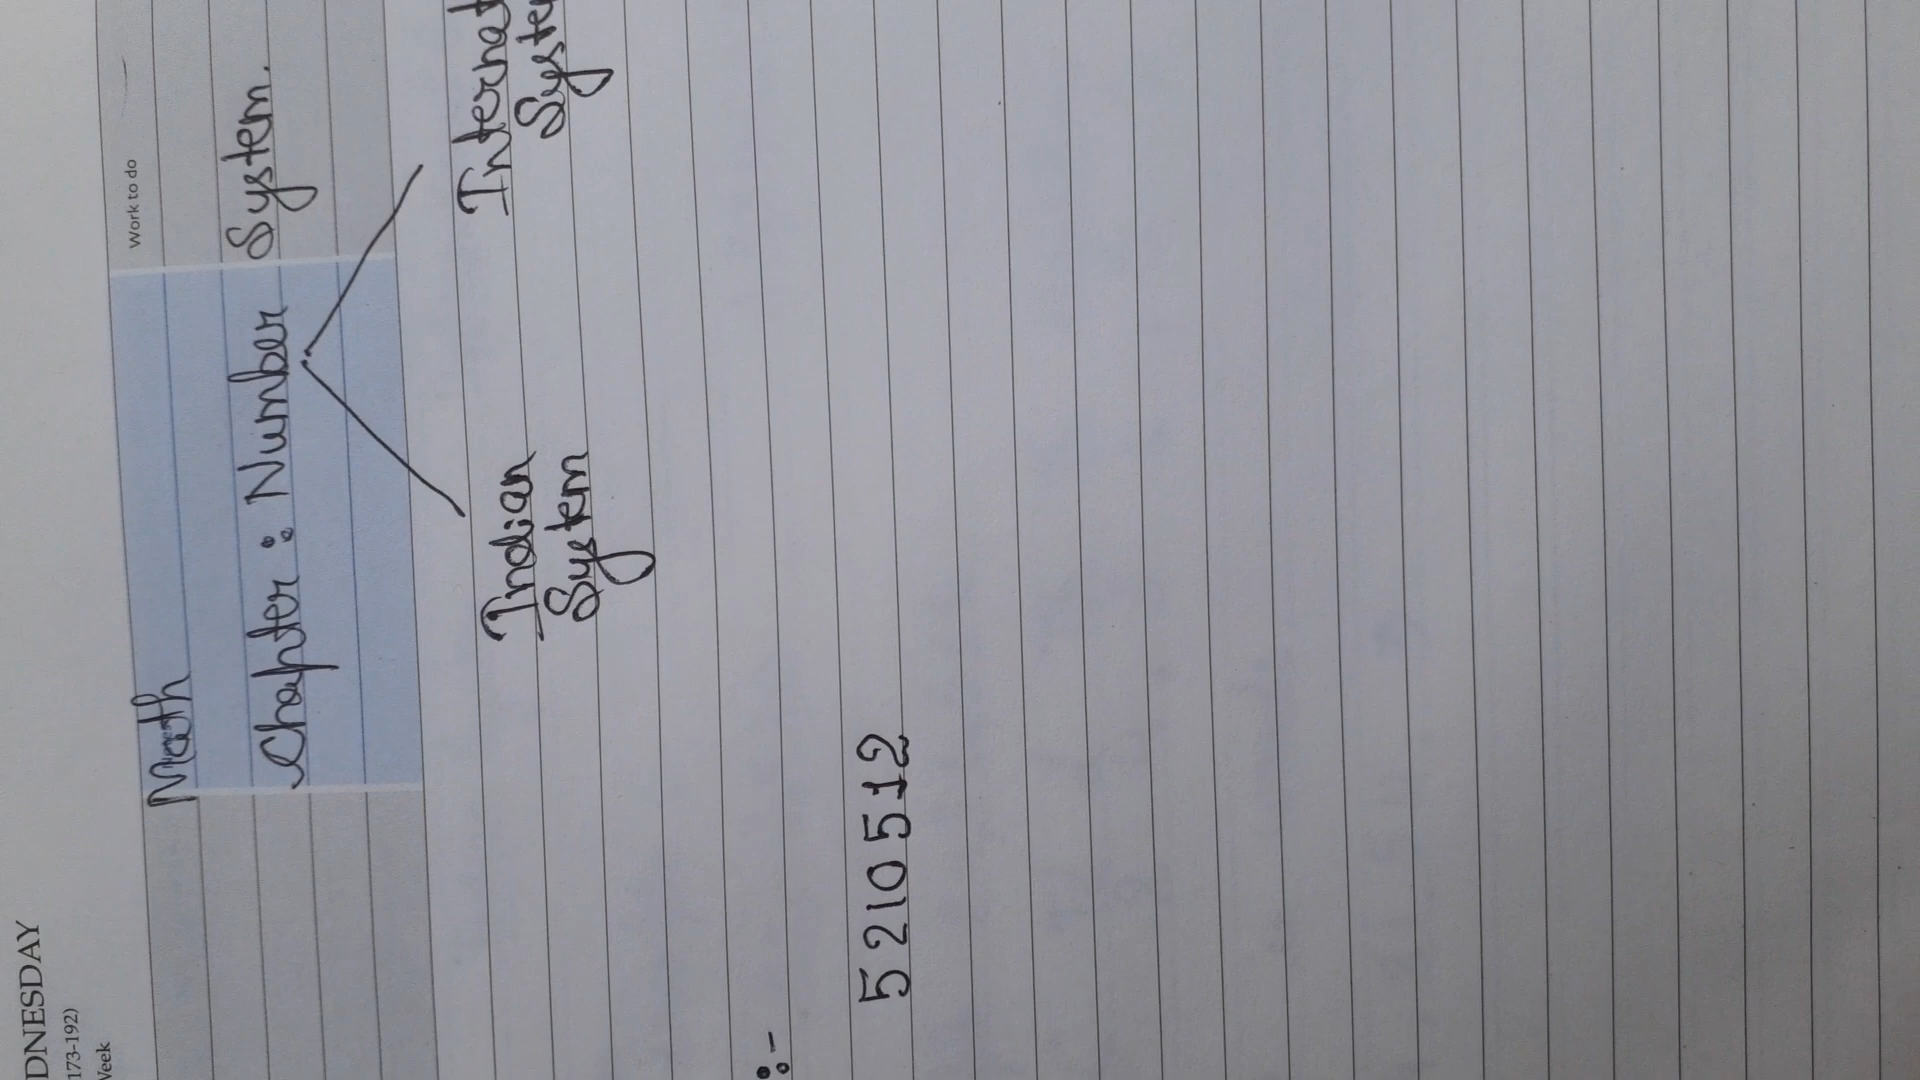 DNESDAY
173-192)
Veek
Work to do
Math
Chapter: Number System.
Indian
System
Internat
Syste
:-
5210512